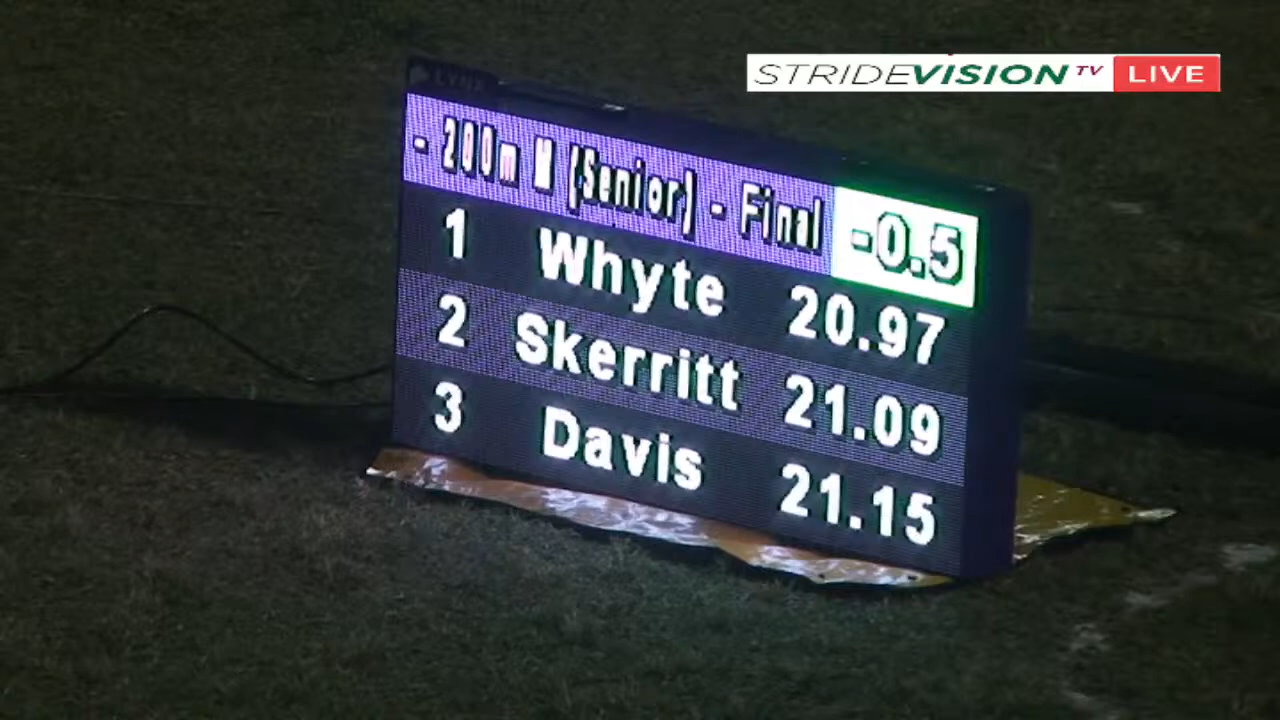 STRIDEVISION TV LIVE
LYNX
- 200m M (Senior) - Final -0.5
1 Whyte 20.97
2 Skerritt 21.09
3 Davis 21.15